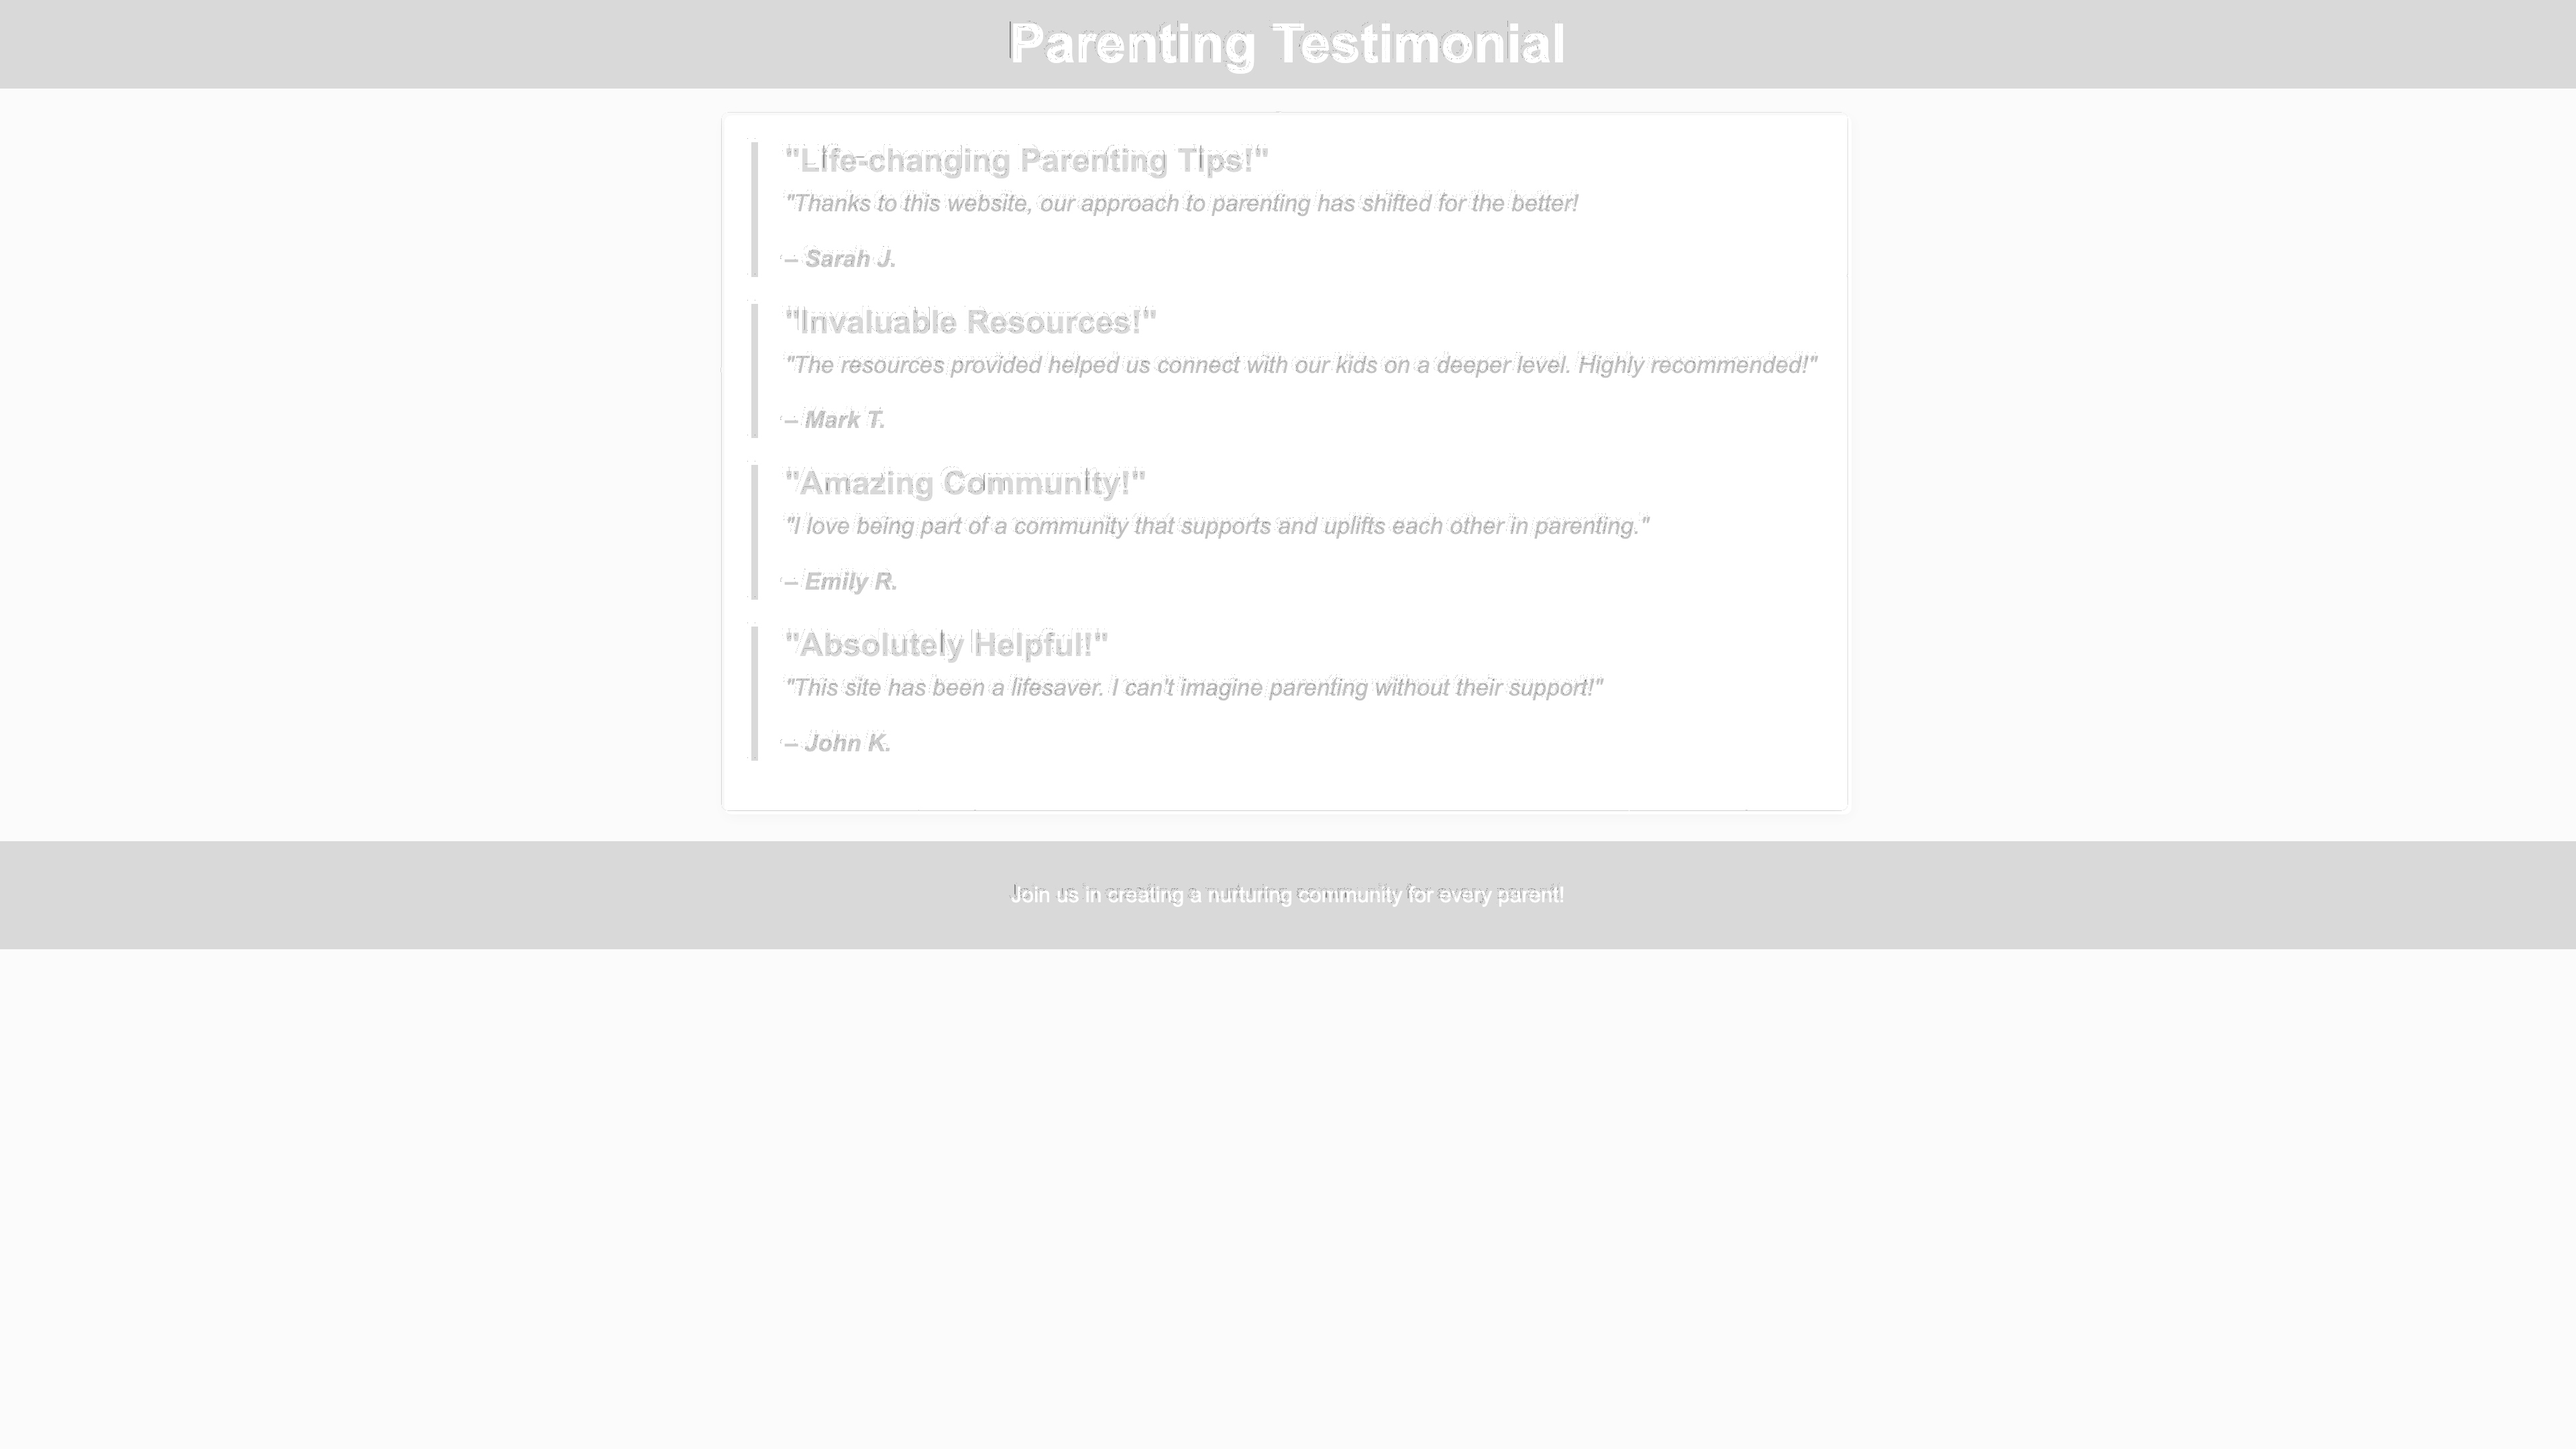 Parenting Testimonial
"Life-changing Parenting Tips!"
"Thanks to this website, our approach to parenting has shifted for the better!
– Sarah J.
"Invaluable Resources!"
"The resources provided helped us connect with our kids on a deeper level. Highly recommended!"
– Mark T.
"Amazing Community!"
"I love being part of a community that supports and uplifts each other in parenting."
– Emily R.
"Absolutely Helpful!"
"This site has been a lifesaver. I can't imagine parenting without their support!"
– John K.
Join us in creating a nurturing community for every parent!